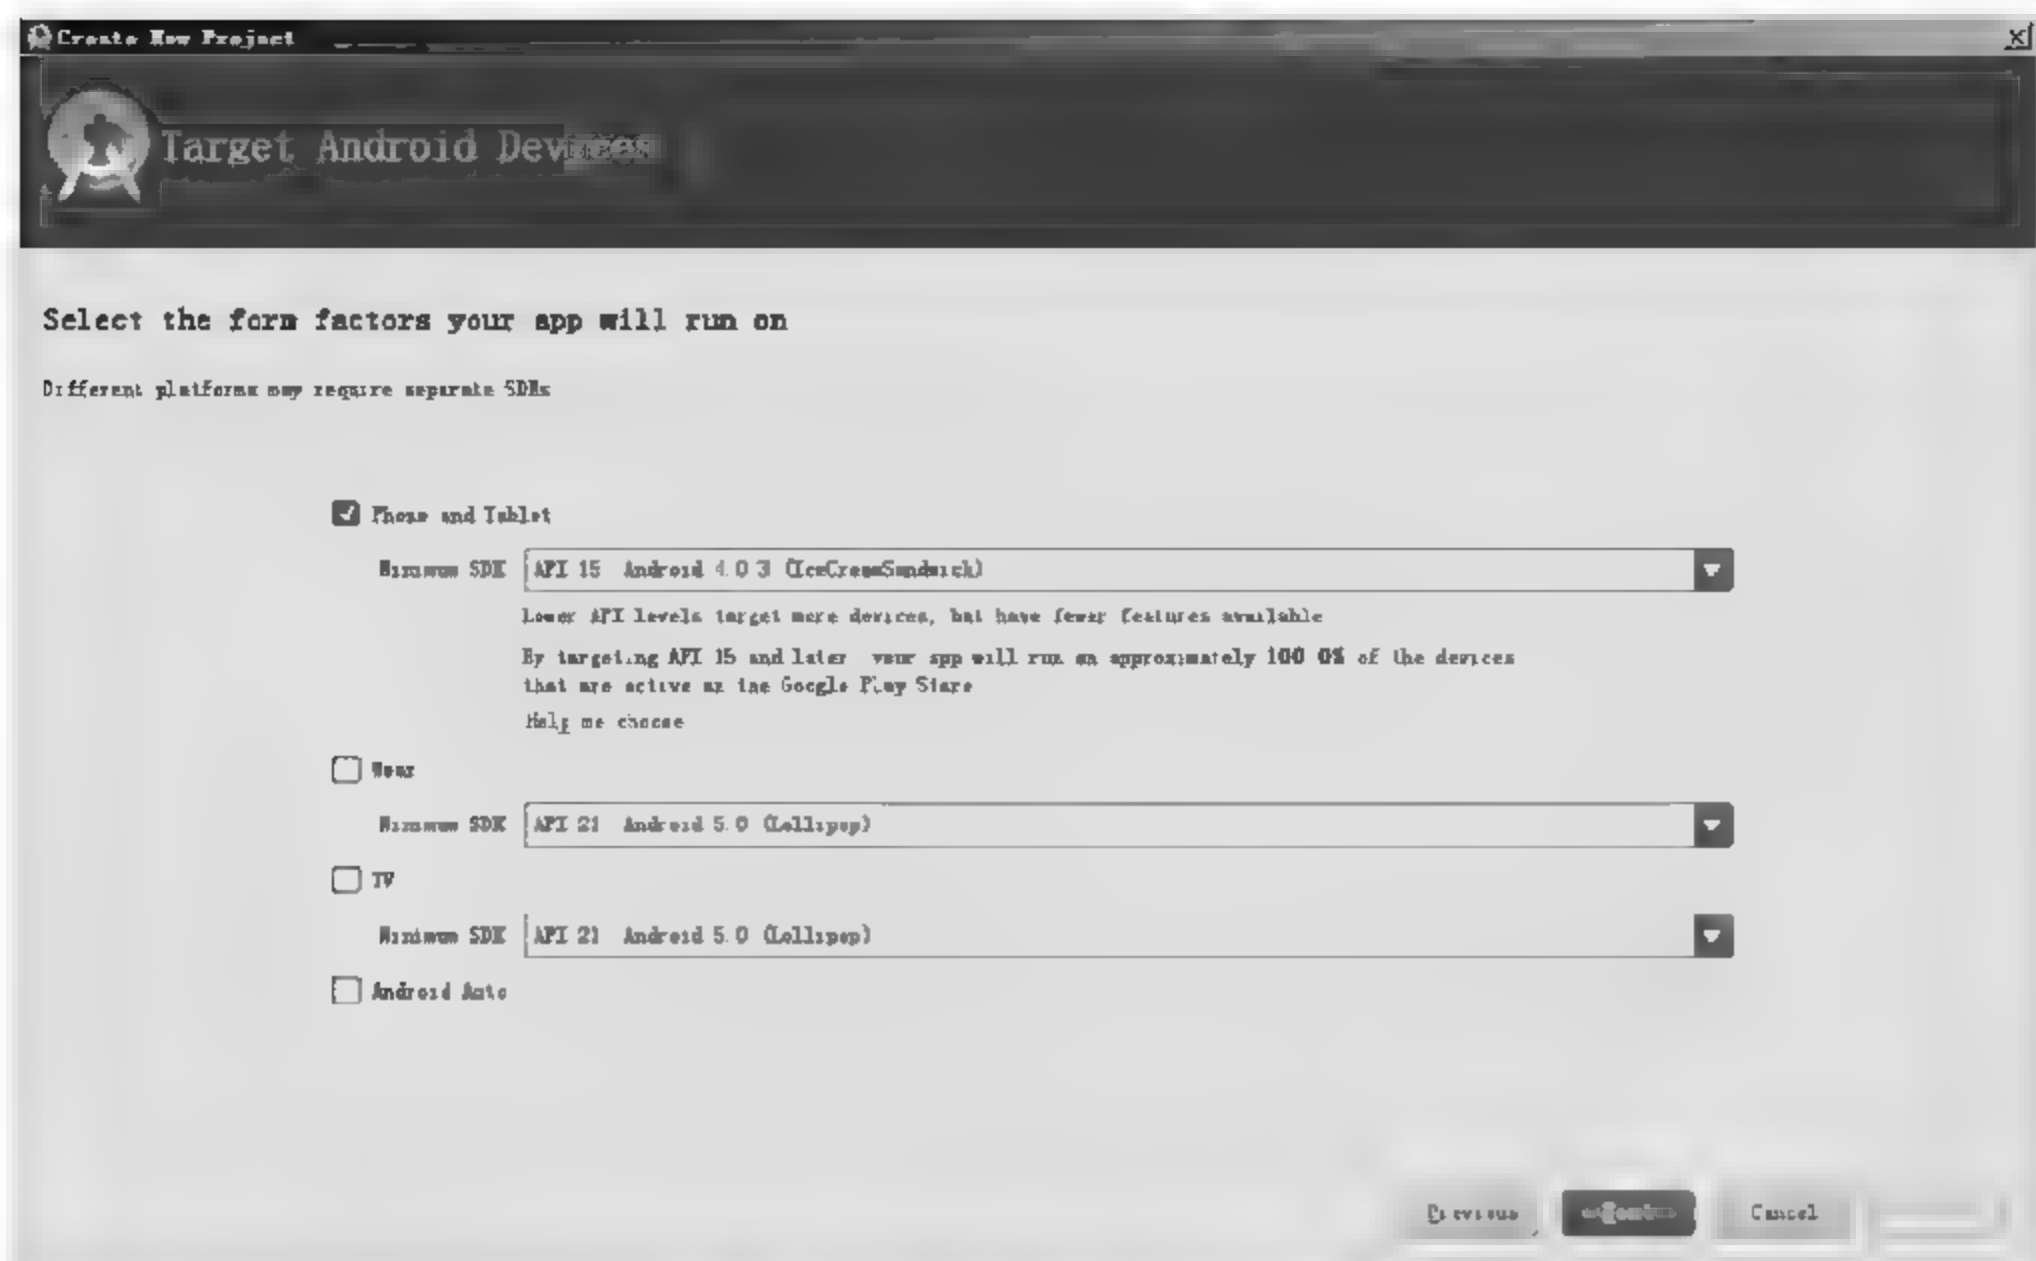 Create New Project
Target Android Devices
Select the form factors your app will run on
Different platforms may require separate SDKs
Phone and Tablet
Minimum SDK API 15 Android 4.0 3 (IceCreamSandwich)
Lower API levels target more devices, but have fewer features available
By targeting API 15 and later your app will run on approximately 100 0% of the devices
that are active on the Google Play Store
Help me choose
Wear
Minimum SDK API 21 Android 5.0 (Lollipop)
TV
Minimum SDK API 21 Android 5.0 (Lollipop)
Android Auto
Previous Cancel